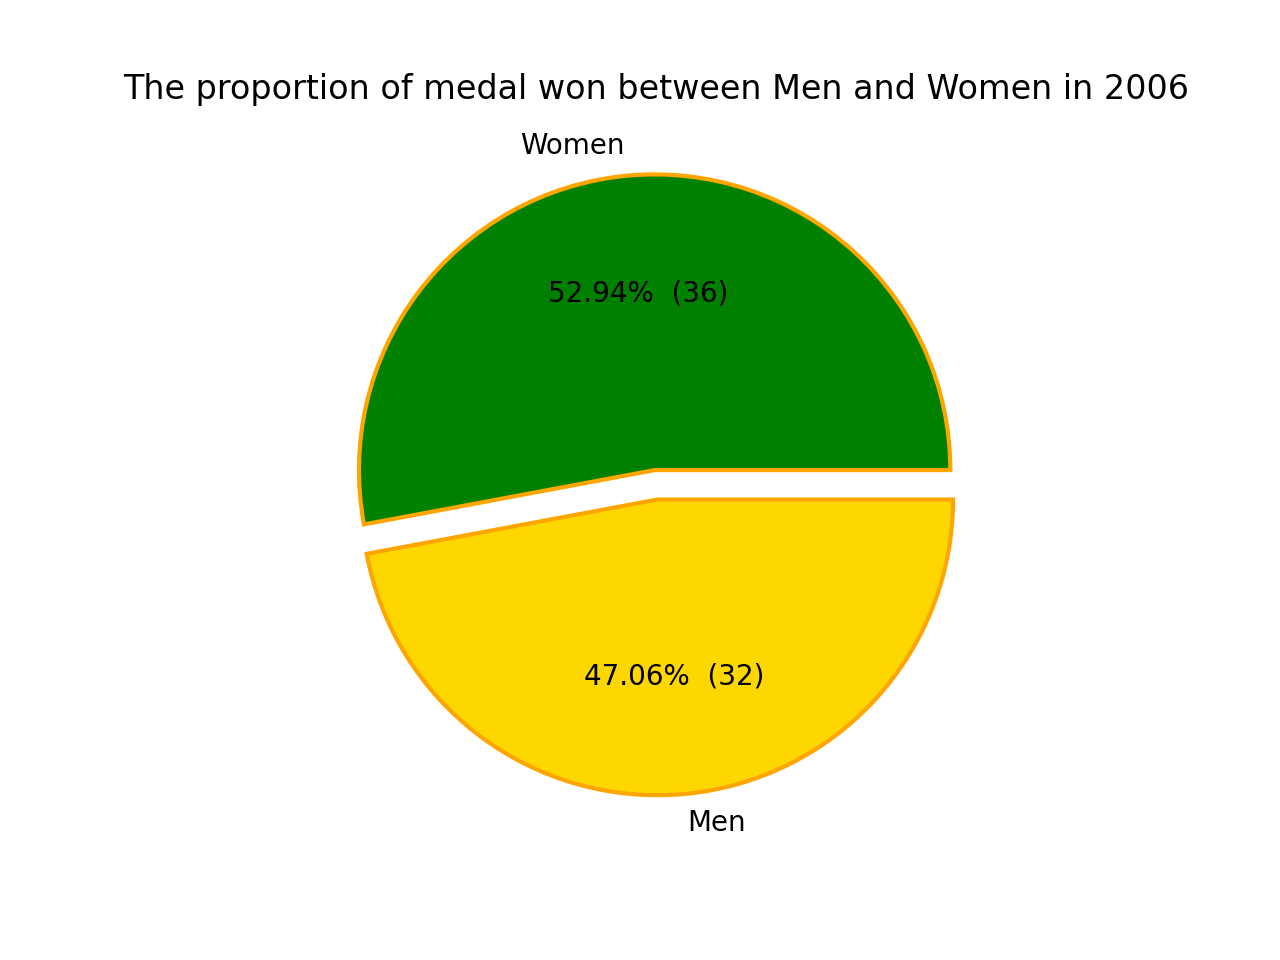 The proportion of medal won between Men and Women in 2006
Women
52.94%  (36)
47.06%  (32)
Men